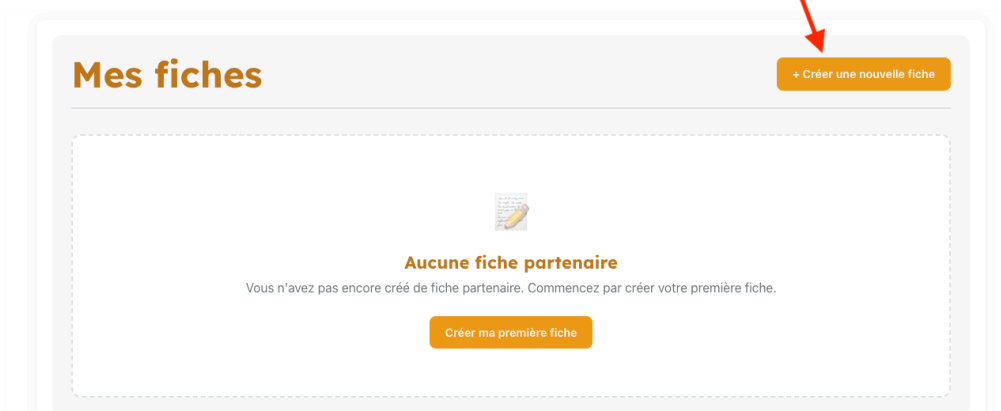 Mes fiches
+ Créer une nouvelle fiche
Aucune fiche partenaire
Vous n'avez pas encore créé de fiche partenaire. Commencez par créer votre première fiche.
Créer ma première fiche